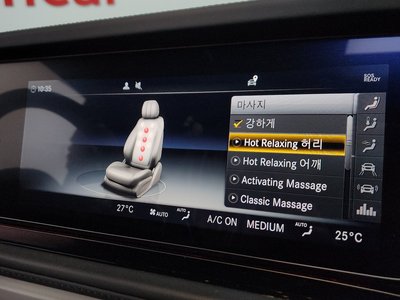 10:35
SOS
READY
마사지
강하게
Hot Relaxing 허리
Hot Relaxing 어깨
Activating Massage
Classic Massage
27°C
AUTO
AUTO
A/C ON
MEDIUM
AUTO
25°C